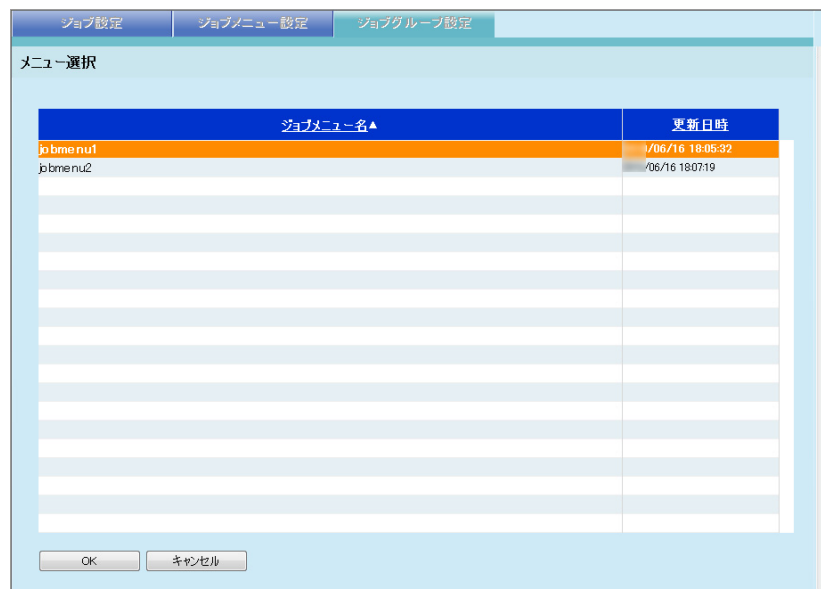 ジョブ設定 ジョブメニュー設定 ジョブグループ設定
メニュー選択
ジョブメニュー名▲ 更新日時
jobmenu1 /06/16 18:05:32
jobmenu2 /06/16 18:07:19
OK キャンセル